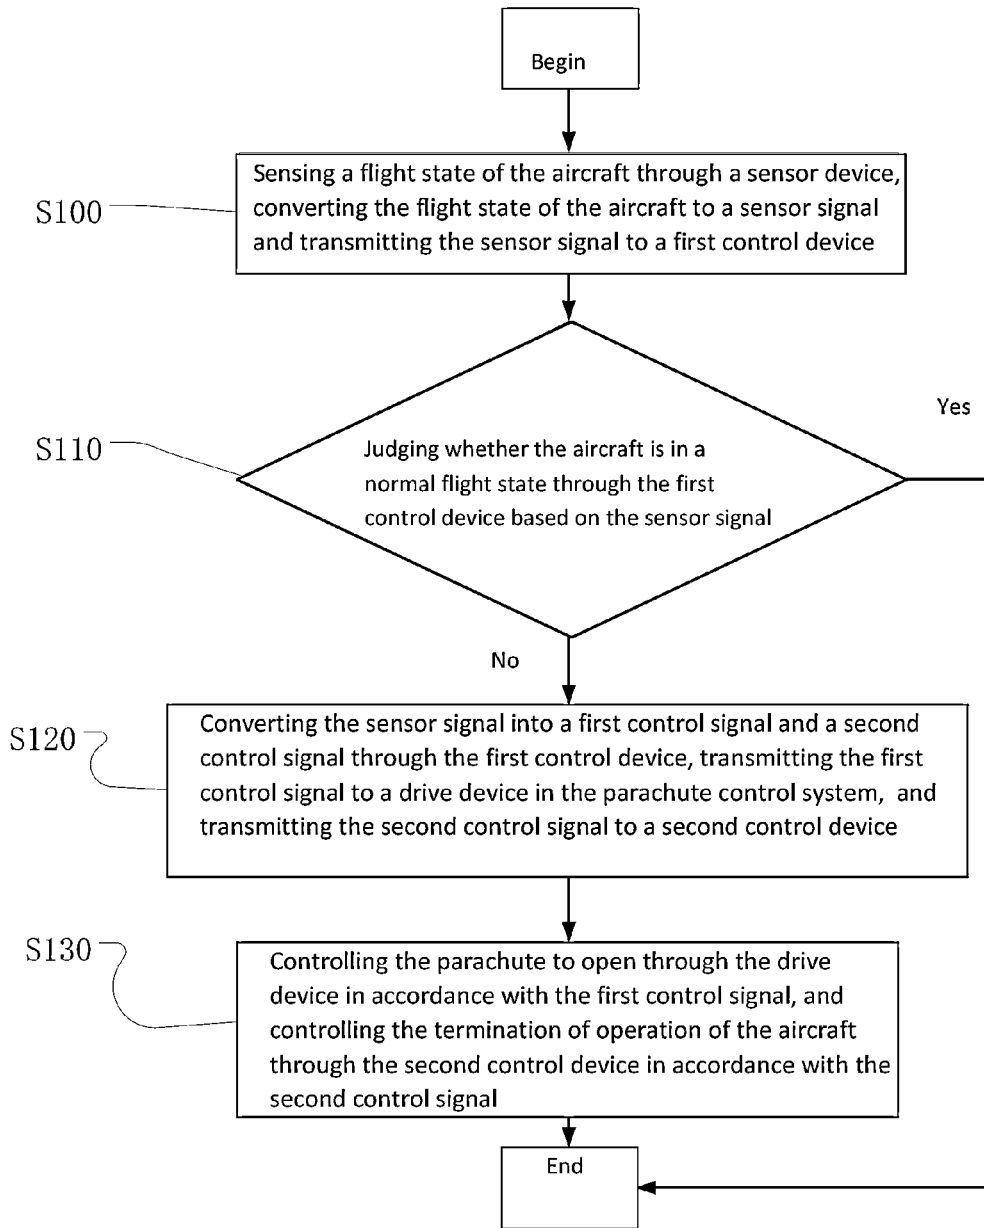 Begin
Sensing a flight state of the aircraft through a sensor device,
converting the flight state of the aircraft to a sensor signal
and transmitting the sensor signal to a first control device
S100
Yes
Judging whether the aircraft is in a
normal flight state through the first
control device based on the sensor signal
S110
No
Converting the sensor signal into a first control signal and a second
control signal through the first control device, transmitting the first
control signal to a drive device in the parachute control system, and
transmitting the second control signal to a second control device
S120
Controlling the parachute to open through the drive
device in accordance with the first control signal, and
controlling the termination of operation of the aircraft
through the second control device in accordance with the
second control signal
S130
End